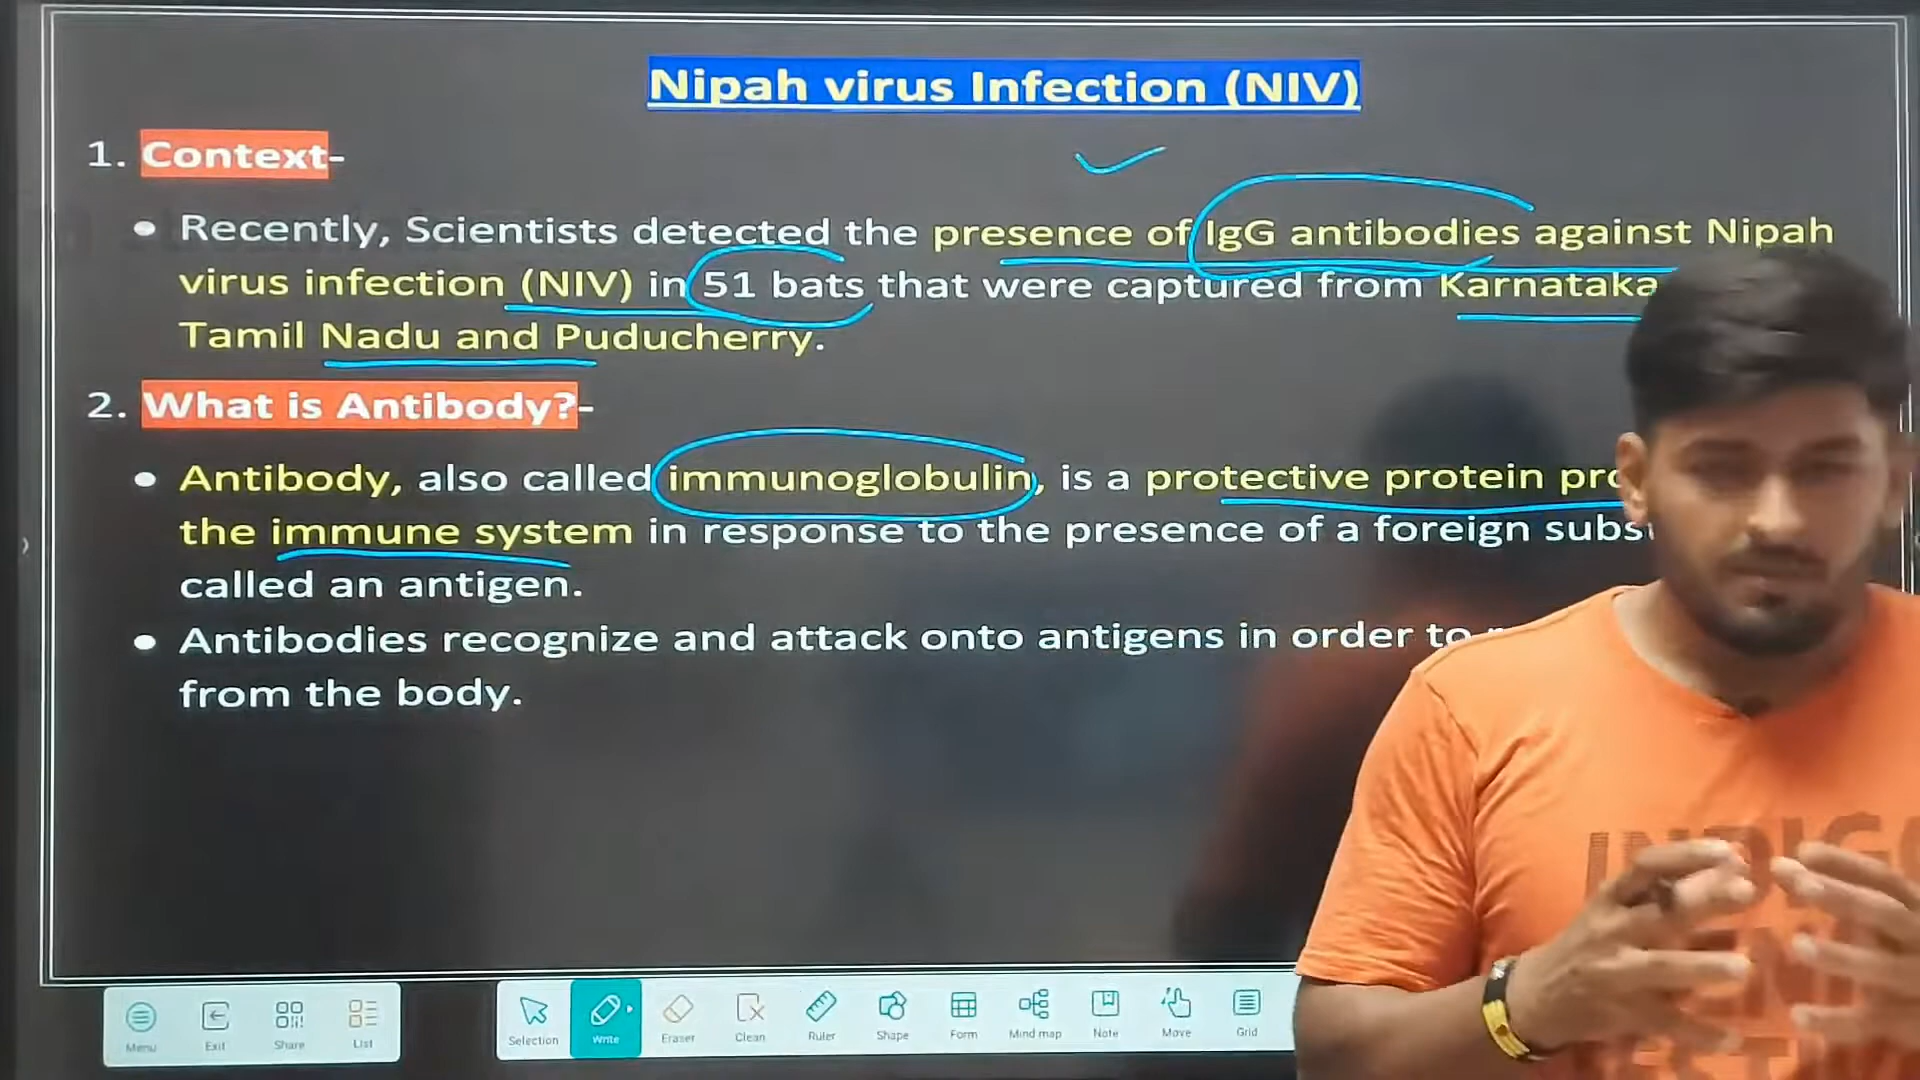 Nipah virus Infection (NIV)
1. Context-
• Recently, Scientists detected the presence of IgG antibodies against Nipah
virus infection (NIV) in 51 bats that were captured from Karnataka
Tamil Nadu and Puducherry.
2. What is Antibody?-
• Antibody, also called immunoglobulin, is a protective protein
the immune system in response to the presence of a foreign
called an antigen.
• Antibodies recognize and attack onto antigens in order to
from the body.
Menu Exit Share List Selection Write Eraser Clean Ruler Shape Form Mind map Note Move Grid